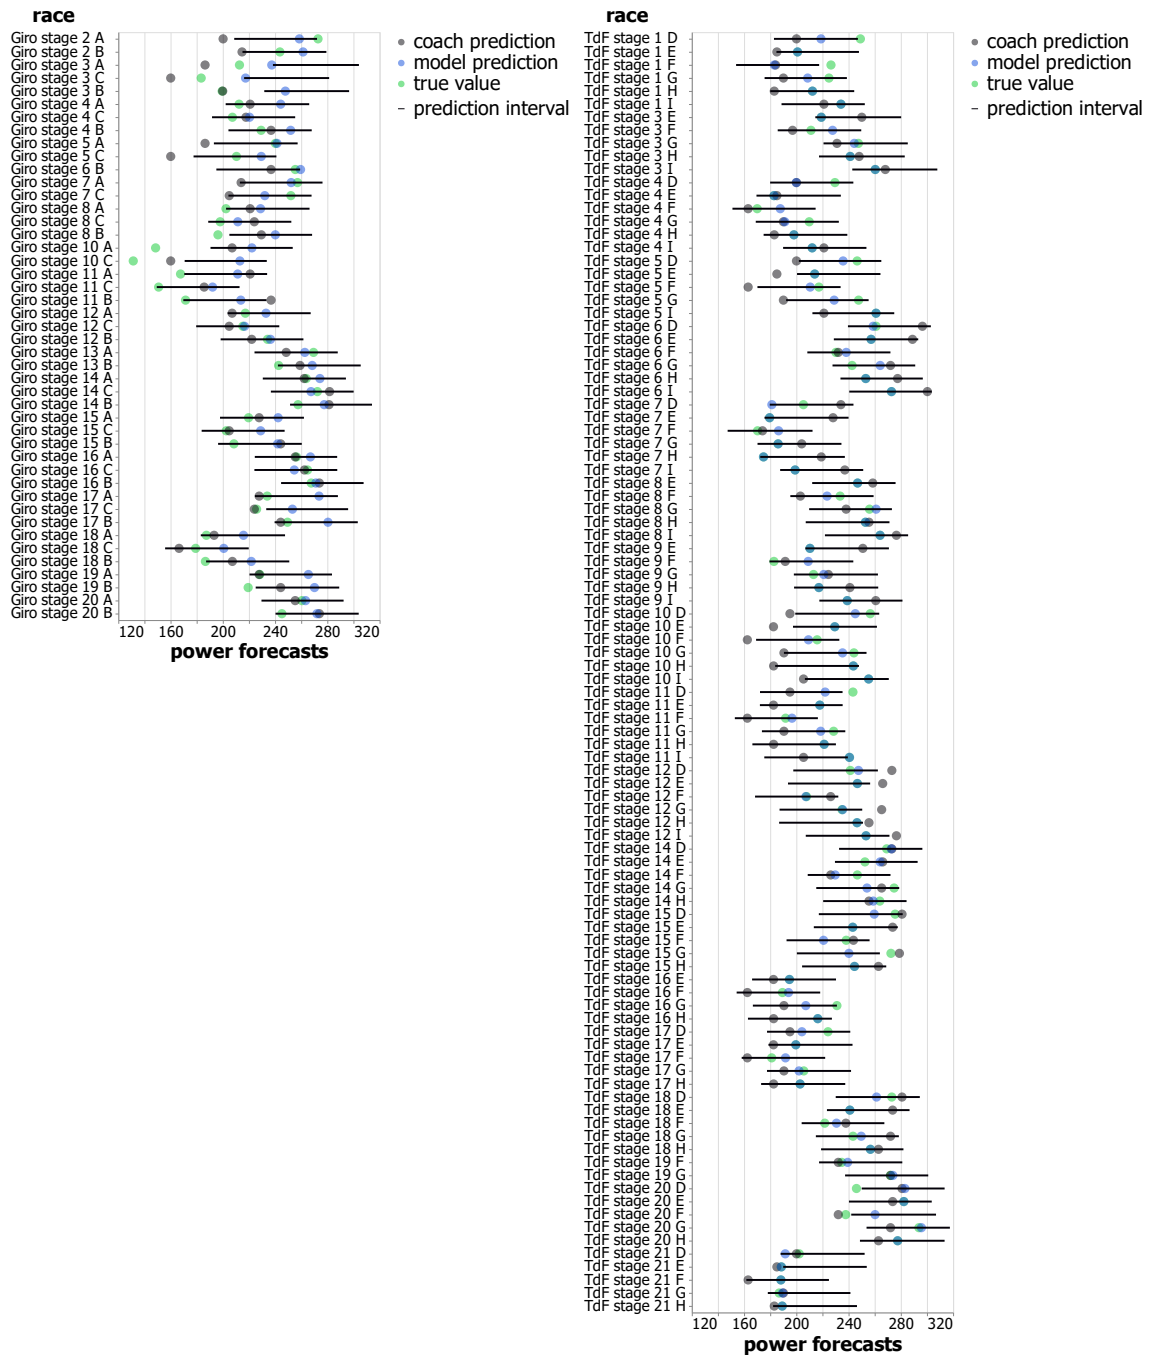 race
Giro stage 2 A
Giro stage 2 B
Giro stage 3 A
Giro stage 3 C
Giro stage 3 B
Giro stage 4 A
Giro stage 4 C
Giro stage 4 B
Giro stage 5 A
Giro stage 5 C
Giro stage 6 B
Giro stage 7 A
Giro stage 7 C
Giro stage 8 A
Giro stage 8 C
Giro stage 8 B
Giro stage 10 A
Giro stage 10 C
Giro stage 11 A
Giro stage 11 C
Giro stage 11 B
Giro stage 12 A
Giro stage 12 C
Giro stage 12 B
Giro stage 13 A
Giro stage 13 B
Giro stage 14 A
Giro stage 14 C
Giro stage 14 B
Giro stage 15 A
Giro stage 15 C
Giro stage 15 B
Giro stage 16 A
Giro stage 16 C
Giro stage 16 B
Giro stage 17 A
Giro stage 17 C
Giro stage 17 B
Giro stage 18 A
Giro stage 18 C
Giro stage 18 B
Giro stage 19 A
Giro stage 19 B
Giro stage 20 A
Giro stage 20 B
120 160 200 240 280 320
power forecasts
coach prediction
model prediction
true value
prediction interval
race
TdF stage 1 D
TdF stage 1 E
TdF stage 1 F
TdF stage 1 G
TdF stage 1 H
TdF stage 1 I
TdF stage 3 E
TdF stage 3 F
TdF stage 3 G
TdF stage 3 H
TdF stage 3 I
TdF stage 4 D
TdF stage 4 E
TdF stage 4 F
TdF stage 4 G
TdF stage 4 H
TdF stage 4 I
TdF stage 5 D
TdF stage 5 E
TdF stage 5 F
TdF stage 5 G
TdF stage 5 I
TdF stage 6 D
TdF stage 6 E
TdF stage 6 F
TdF stage 6 G
TdF stage 6 H
TdF stage 6 I
TdF stage 7 D
TdF stage 7 E
TdF stage 7 F
TdF stage 7 G
TdF stage 7 H
TdF stage 7 I
TdF stage 8 E
TdF stage 8 F
TdF stage 8 G
TdF stage 8 H
TdF stage 8 I
TdF stage 9 E
TdF stage 9 F
TdF stage 9 G
TdF stage 9 H
TdF stage 9 I
TdF stage 10 D
TdF stage 10 E
TdF stage 10 F
TdF stage 10 G
TdF stage 10 H
TdF stage 10 I
TdF stage 11 D
TdF stage 11 E
TdF stage 11 F
TdF stage 11 G
TdF stage 11 H
TdF stage 11 I
TdF stage 12 D
TdF stage 12 E
TdF stage 12 F
TdF stage 12 G
TdF stage 12 H
TdF stage 12 I
TdF stage 14 D
TdF stage 14 E
TdF stage 14 F
TdF stage 14 G
TdF stage 14 H
TdF stage 15 D
TdF stage 15 E
TdF stage 15 F
TdF stage 15 G
TdF stage 15 H
TdF stage 16 E
TdF stage 16 F
TdF stage 16 G
TdF stage 16 H
TdF stage 17 D
TdF stage 17 E
TdF stage 17 F
TdF stage 17 G
TdF stage 17 H
TdF stage 18 D
TdF stage 18 E
TdF stage 18 F
TdF stage 18 G
TdF stage 18 H
TdF stage 19 F
TdF stage 19 G
TdF stage 20 D
TdF stage 20 E
TdF stage 20 F
TdF stage 20 G
TdF stage 20 H
TdF stage 21 D
TdF stage 21 E
TdF stage 21 F
TdF stage 21 G
TdF stage 21 H
120 160 200 240 280 320
power forecasts
coach prediction
model prediction
true value
prediction interval